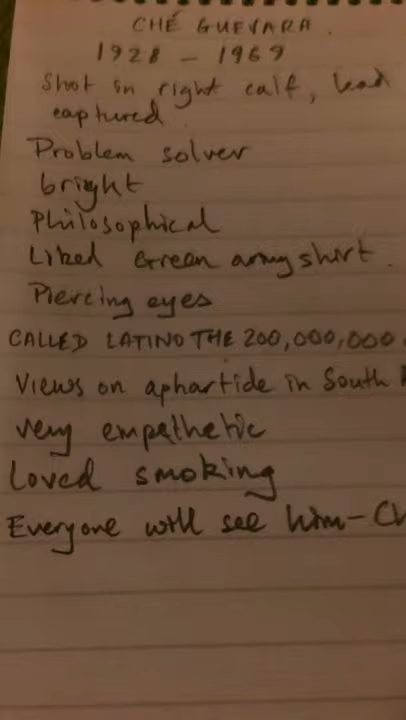 CHÉ GUEVARA.
1928 - 1969
Shot in right calf, lead
captured.
Problem solver
bright
Philosophical
Liked Green army shirt.
Piercing eyes
CALLED LATINO THE 200,000,000
Views on aphartide in South
very empathetic
Loved smoking
Everyone will see him-Ch